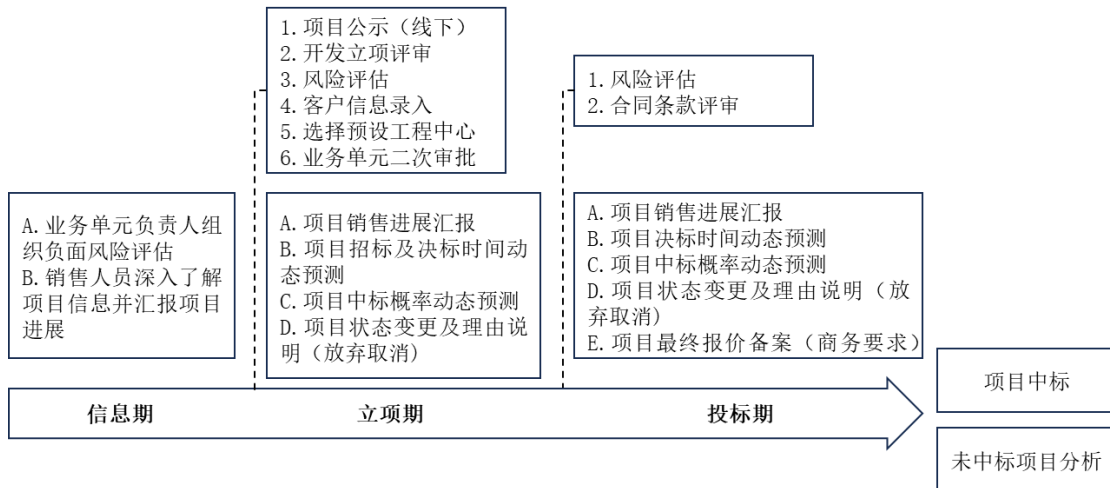 1. 项目公示（线下）
2. 开发立项评审
3. 风险评估
4. 客户信息录入
5. 选择预设工程中心
6. 业务单元二次审批
1. 风险评估
2. 合同条款评审
A. 业务单元负责人组
织负面风险评估
B. 销售人员深入了解
项目信息并汇报项目
进展
A. 项目销售进展汇报
B. 项目招标及决标时间动
态预测
C. 项目中标概率动态预测
D. 项目状态变更及理由说
明（放弃取消)
A. 项目销售进展汇报
B. 项目决标时间动态预测
C. 项目中标概率动态预测
D. 项目状态变更及理由说明（放
弃取消)
E. 项目最终报价备案（商务要求）
信息期
立项期
投标期
项目中标
未中标项目分析